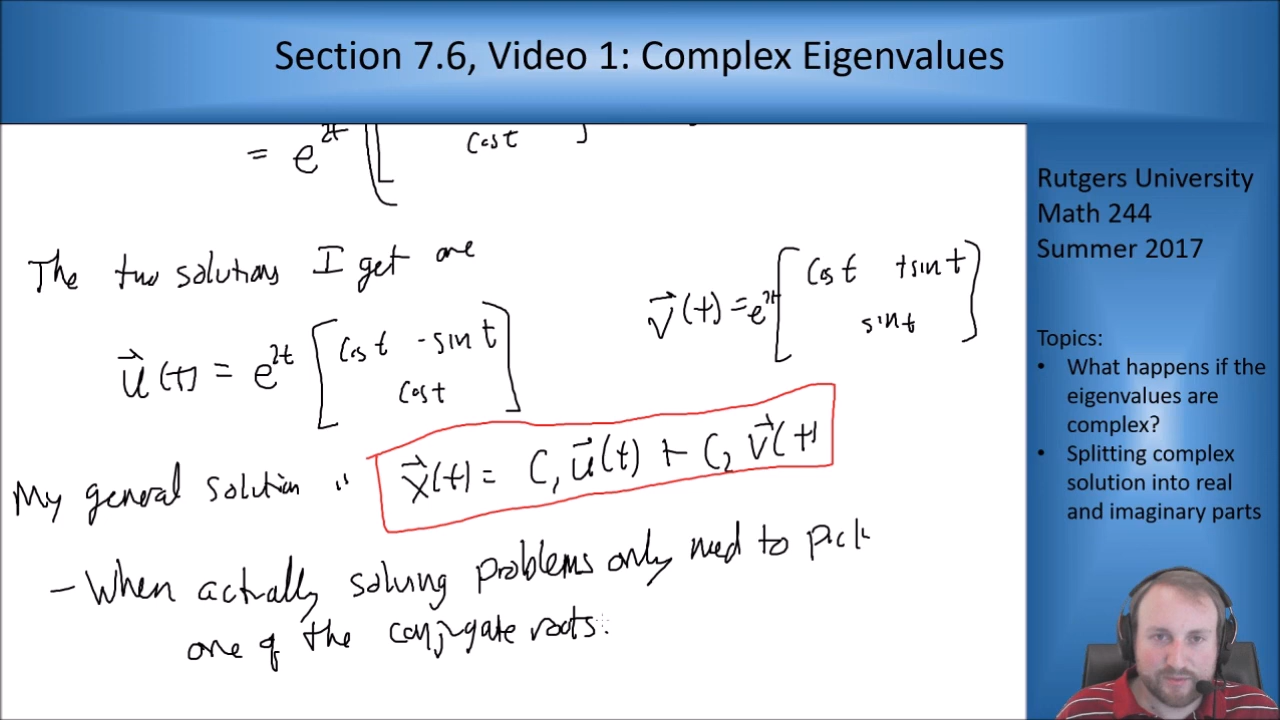 Section 7.6, Video 1: Complex Eigenvalues
= e^{2t} [ cos t ]
The two solutions I get are
u⃗(t) = e^{2t} [ cos t - sin t
cos t ]
v⃗(t) = e^{2t} [ cos t + sin t
sin t ]
My general solution is x⃗(t) = C₁ u⃗(t) + C₂ v⃗(t)
- When actually solving problems only need to pick
one of the conjugate roots.
Rutgers University
Math 244
Summer 2017
Topics:
• What happens if the
eigenvalues are
complex?
• Splitting complex
solution into real
and imaginary parts